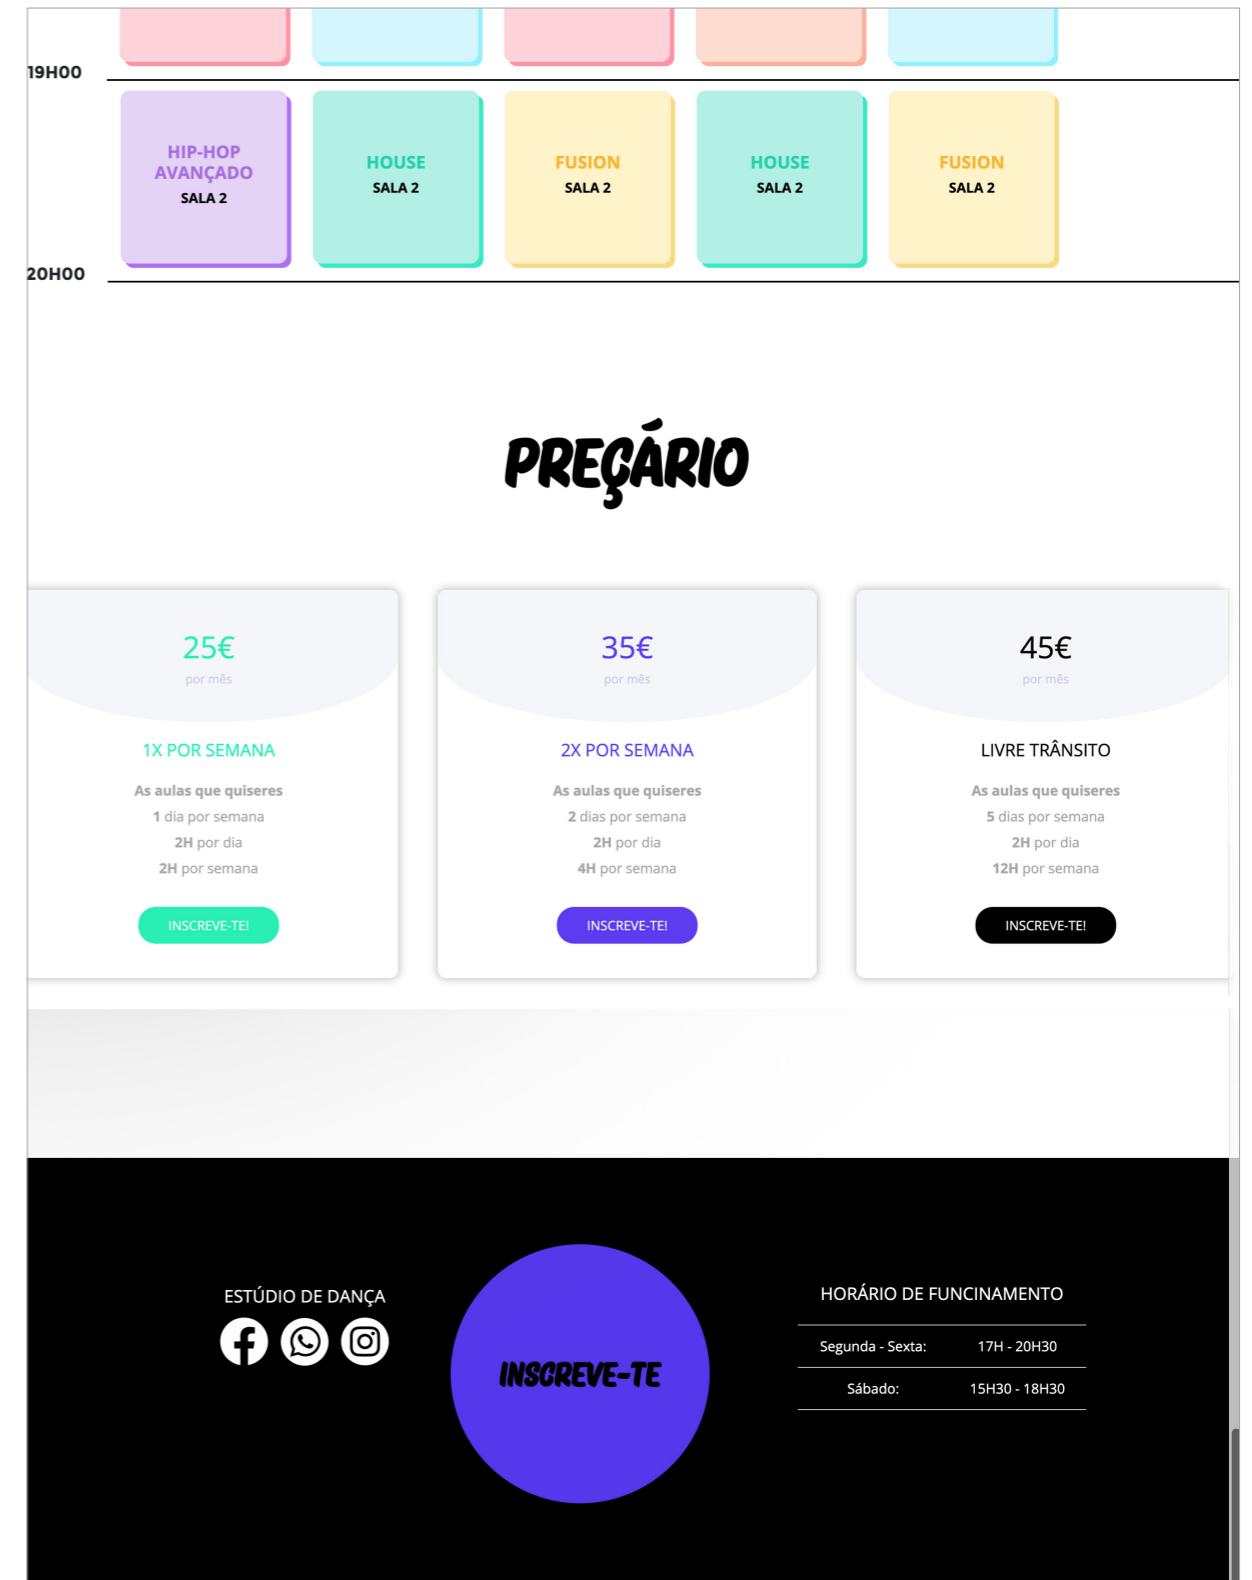 19H00
HIP-HOP
AVANÇADO
SALA 2
HOUSE
SALA 2
FUSION
SALA 2
HOUSE
SALA 2
FUSION
SALA 2
20H00
PREÇÁRIO
25€
por mês
1X POR SEMANA
As aulas que quiseres
1 dia por semana
2H por dia
2H por semana
INSCREVE-TE!
35€
por mês
2X POR SEMANA
As aulas que quiseres
2 dias por semana
2H por dia
4H por semana
INSCREVE-TE!
45€
por mês
LIVRE TRÂNSITO
As aulas que quiseres
5 dias por semana
2H por dia
12H por semana
INSCREVE-TE!
ESTÚDIO DE DANÇA
INSCREVE-TE
HORÁRIO DE FUNCINAMENTO
Segunda - Sexta: 17H - 20H30
Sábado: 15H30 - 18H30